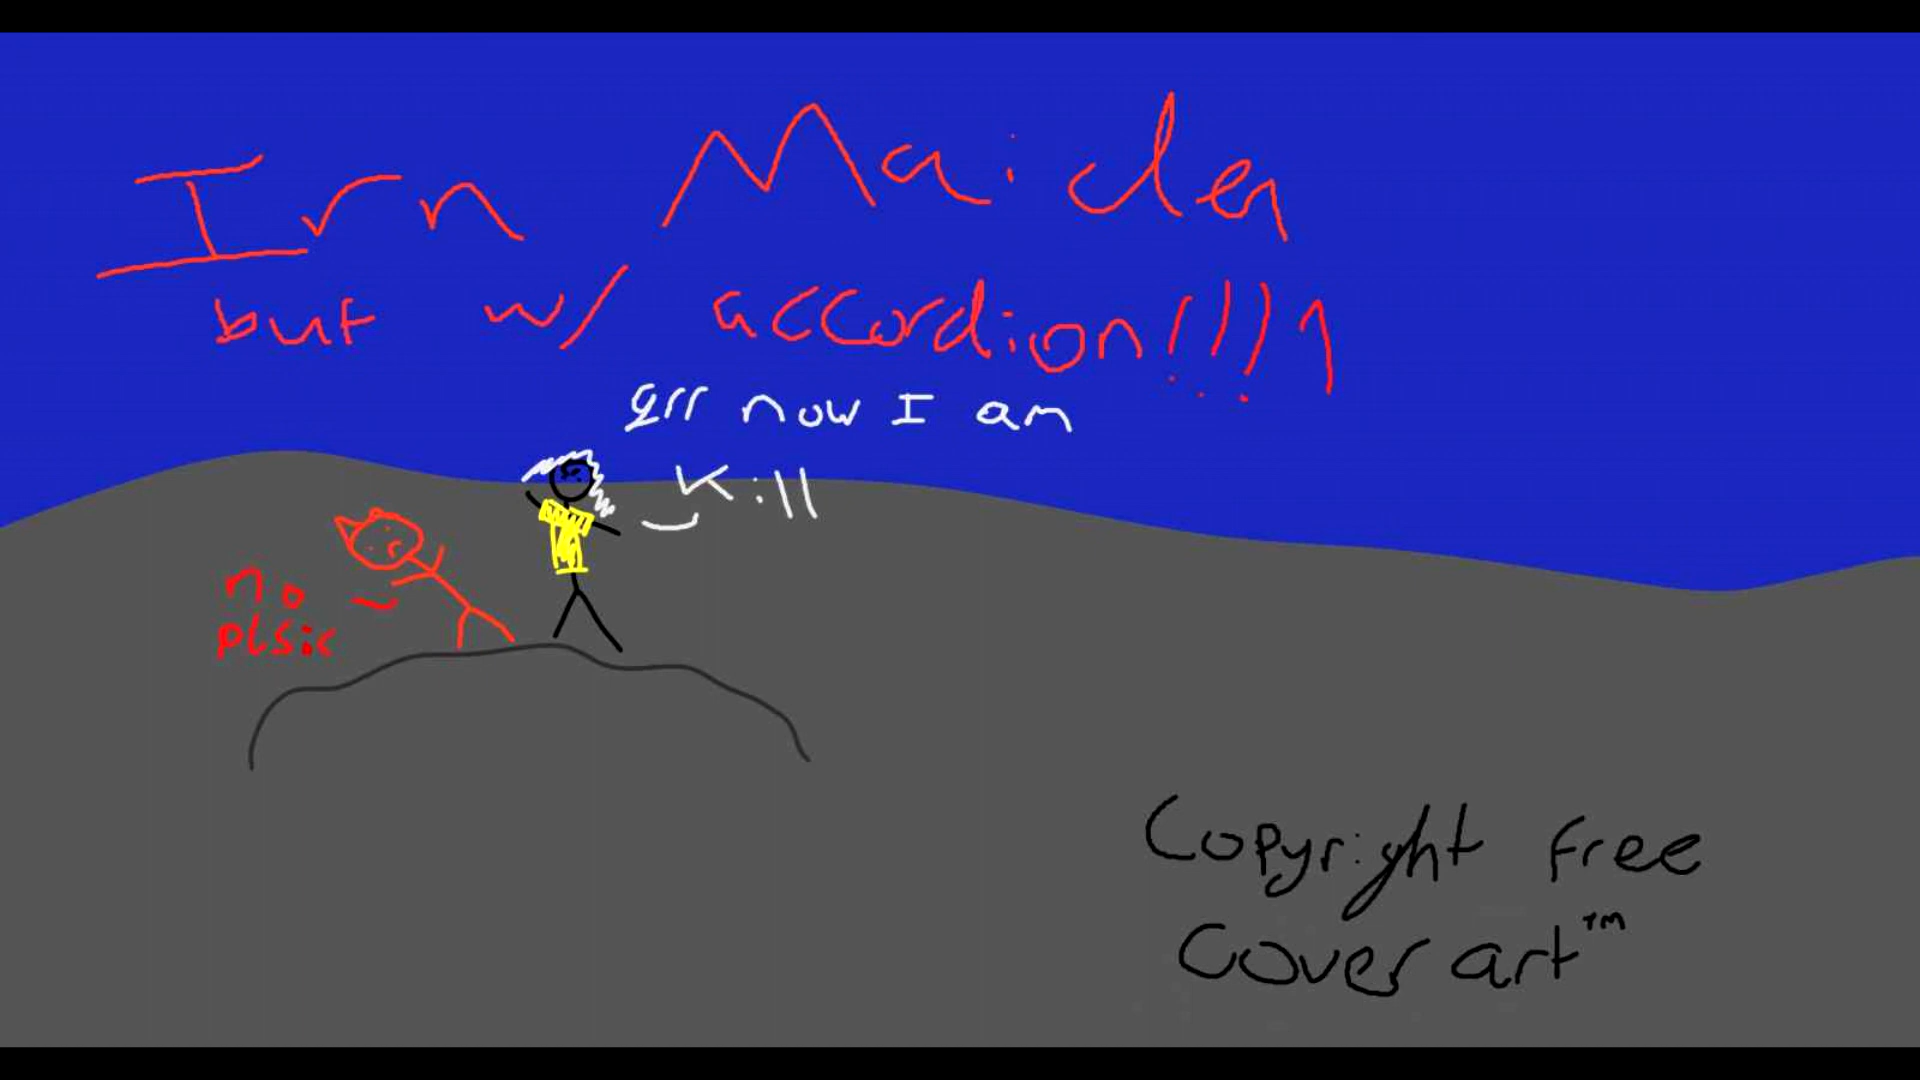 Irn Maiden
but w/ accordion!!!1
grr now I am
Kill
no
plsic
Copyright free
Cover art™